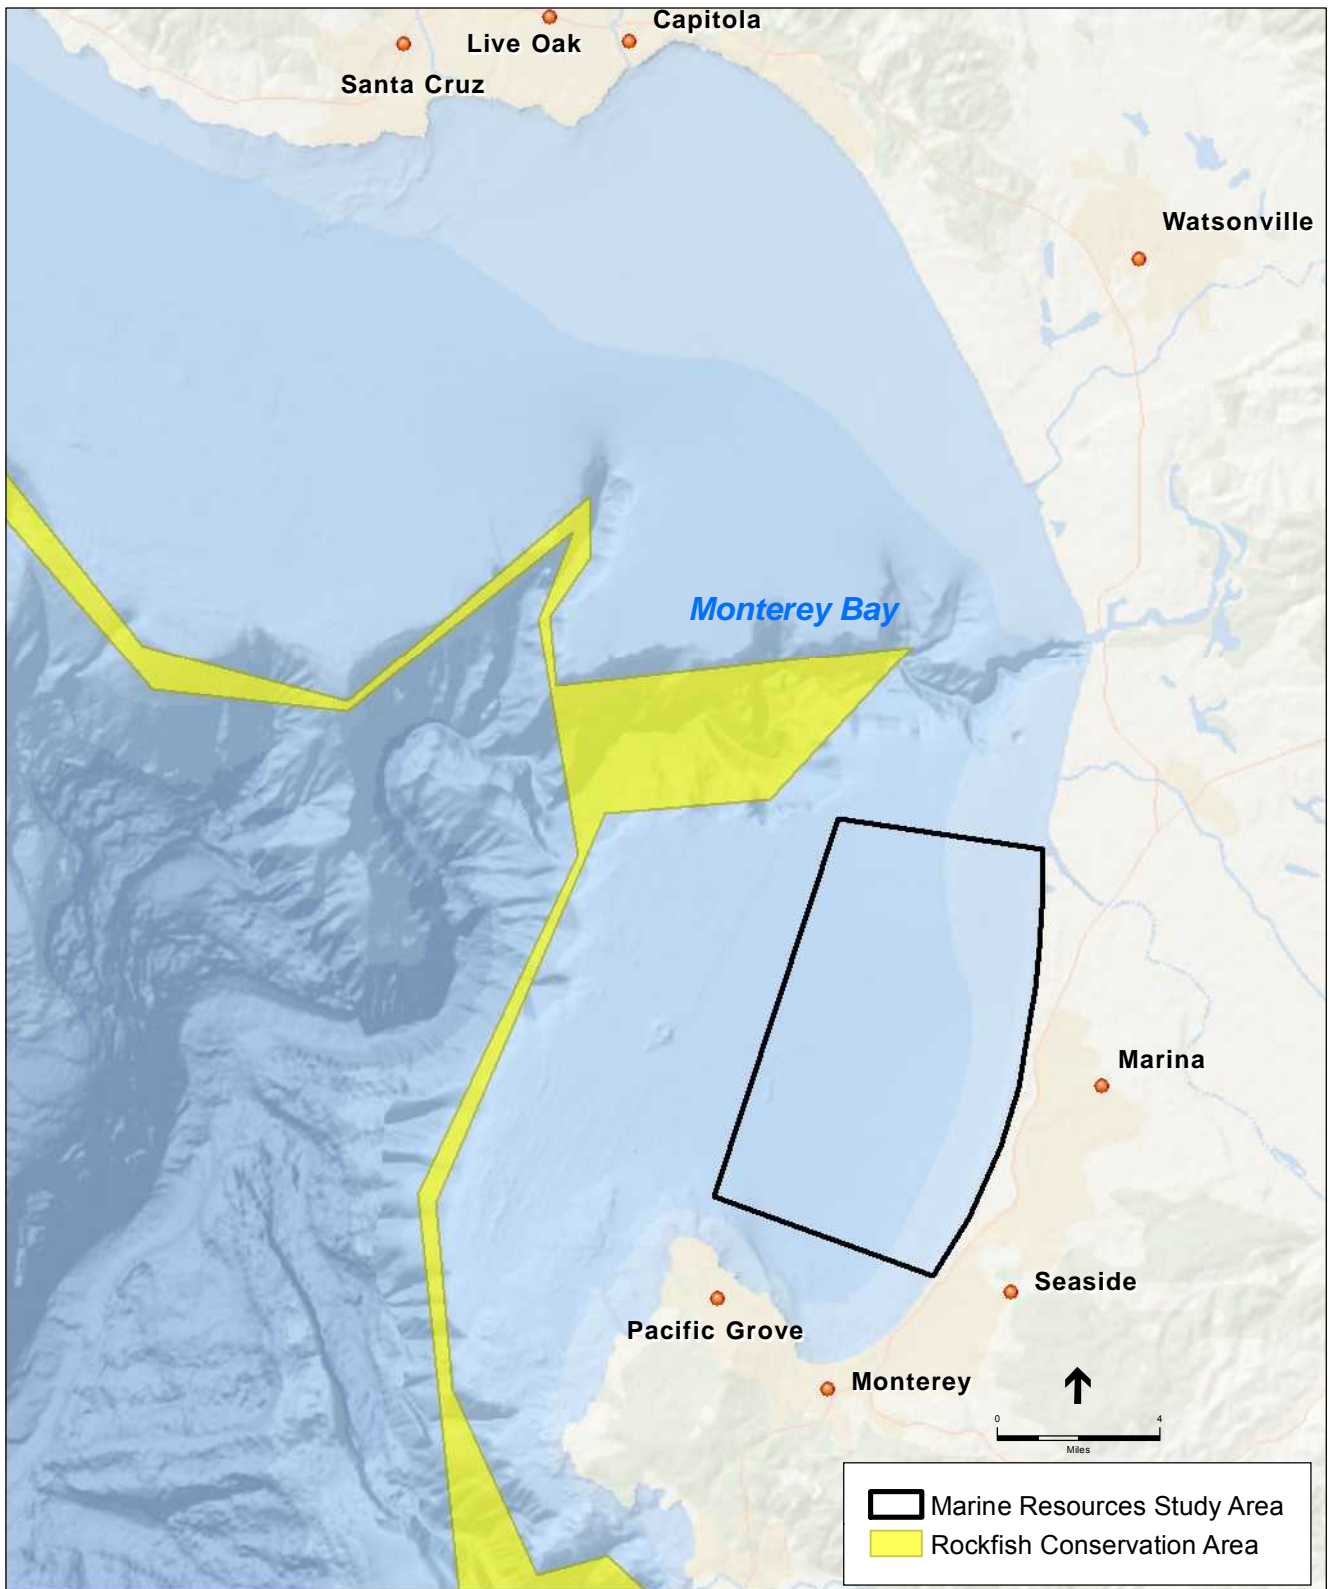 Capitola
Live Oak
Santa Cruz
Watsonville
Monterey Bay
Marina
Seaside
Pacific Grove
Monterey
0 4
Miles
Marine Resources Study Area
Rockfish Conservation Area